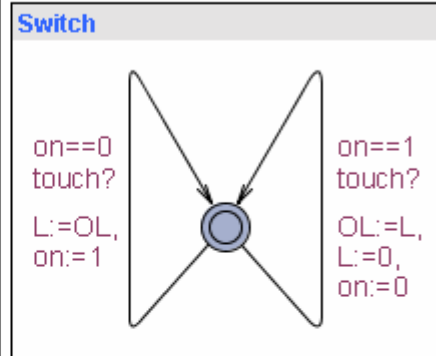 Switch
on==0
touch?
L:=OL,
on:=1
on==1
touch?
OL:=L,
L:=0,
on:=0